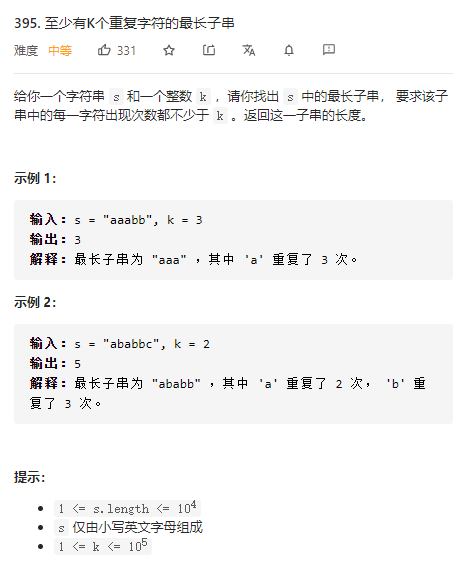 395. 至少有K个重复字符的最长子串
难度 中等 331
给你一个字符串 s 和一个整数 k ，请你找出 s 中的最长子串， 要求该子
串中的每一字符出现次数都不少于 k 。返回这一子串的长度。
示例 1：
输入：s = "aaabb", k = 3
输出：3
解释：最长子串为 "aaa" ，其中 'a' 重复了 3 次。
示例 2：
输入：s = "ababbc", k = 2
输出：5
解释：最长子串为 "ababb" ，其中 'a' 重复了 2 次， 'b' 重
复了 3 次。
提示：
1 <= s.length <= 10⁴
s 仅由小写英文字母组成
1 <= k <= 10⁵